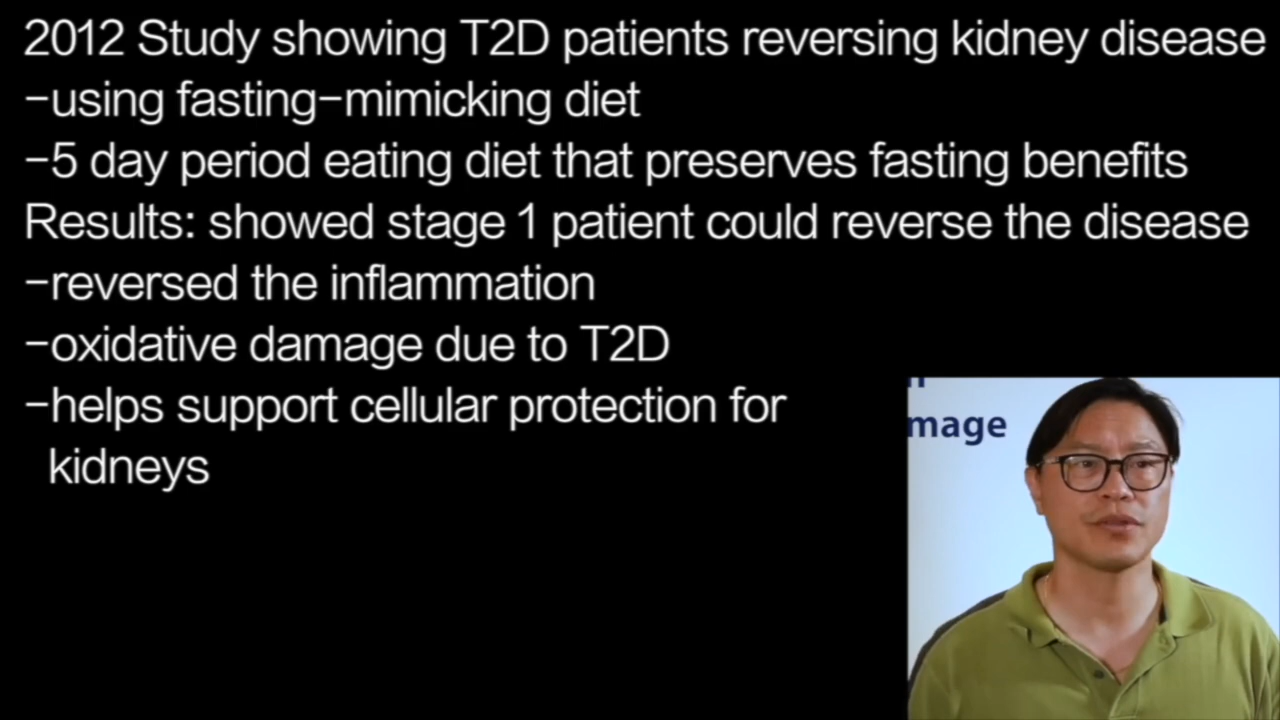 2012 Study showing T2D patients reversing kidney disease
-using fasting-mimicking diet
-5 day period eating diet that preserves fasting benefits
Results: showed stage 1 patient could reverse the disease
-reversed the inflammation
-oxidative damage due to T2D
-helps support cellular protection for
kidneys
mage